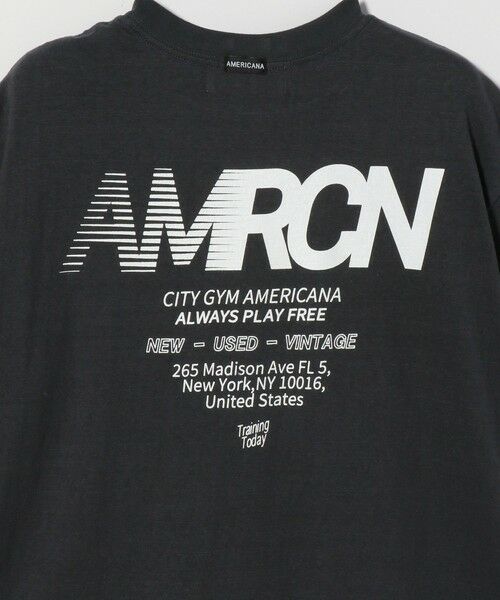 AMERICANA
AMRCN
CITY GYM AMERICANA
ALWAYS PLAY FREE
NEW - USED - VINTAGE
265 Madison Ave FL 5,
New York,NY 10016,
United States
Training
Today